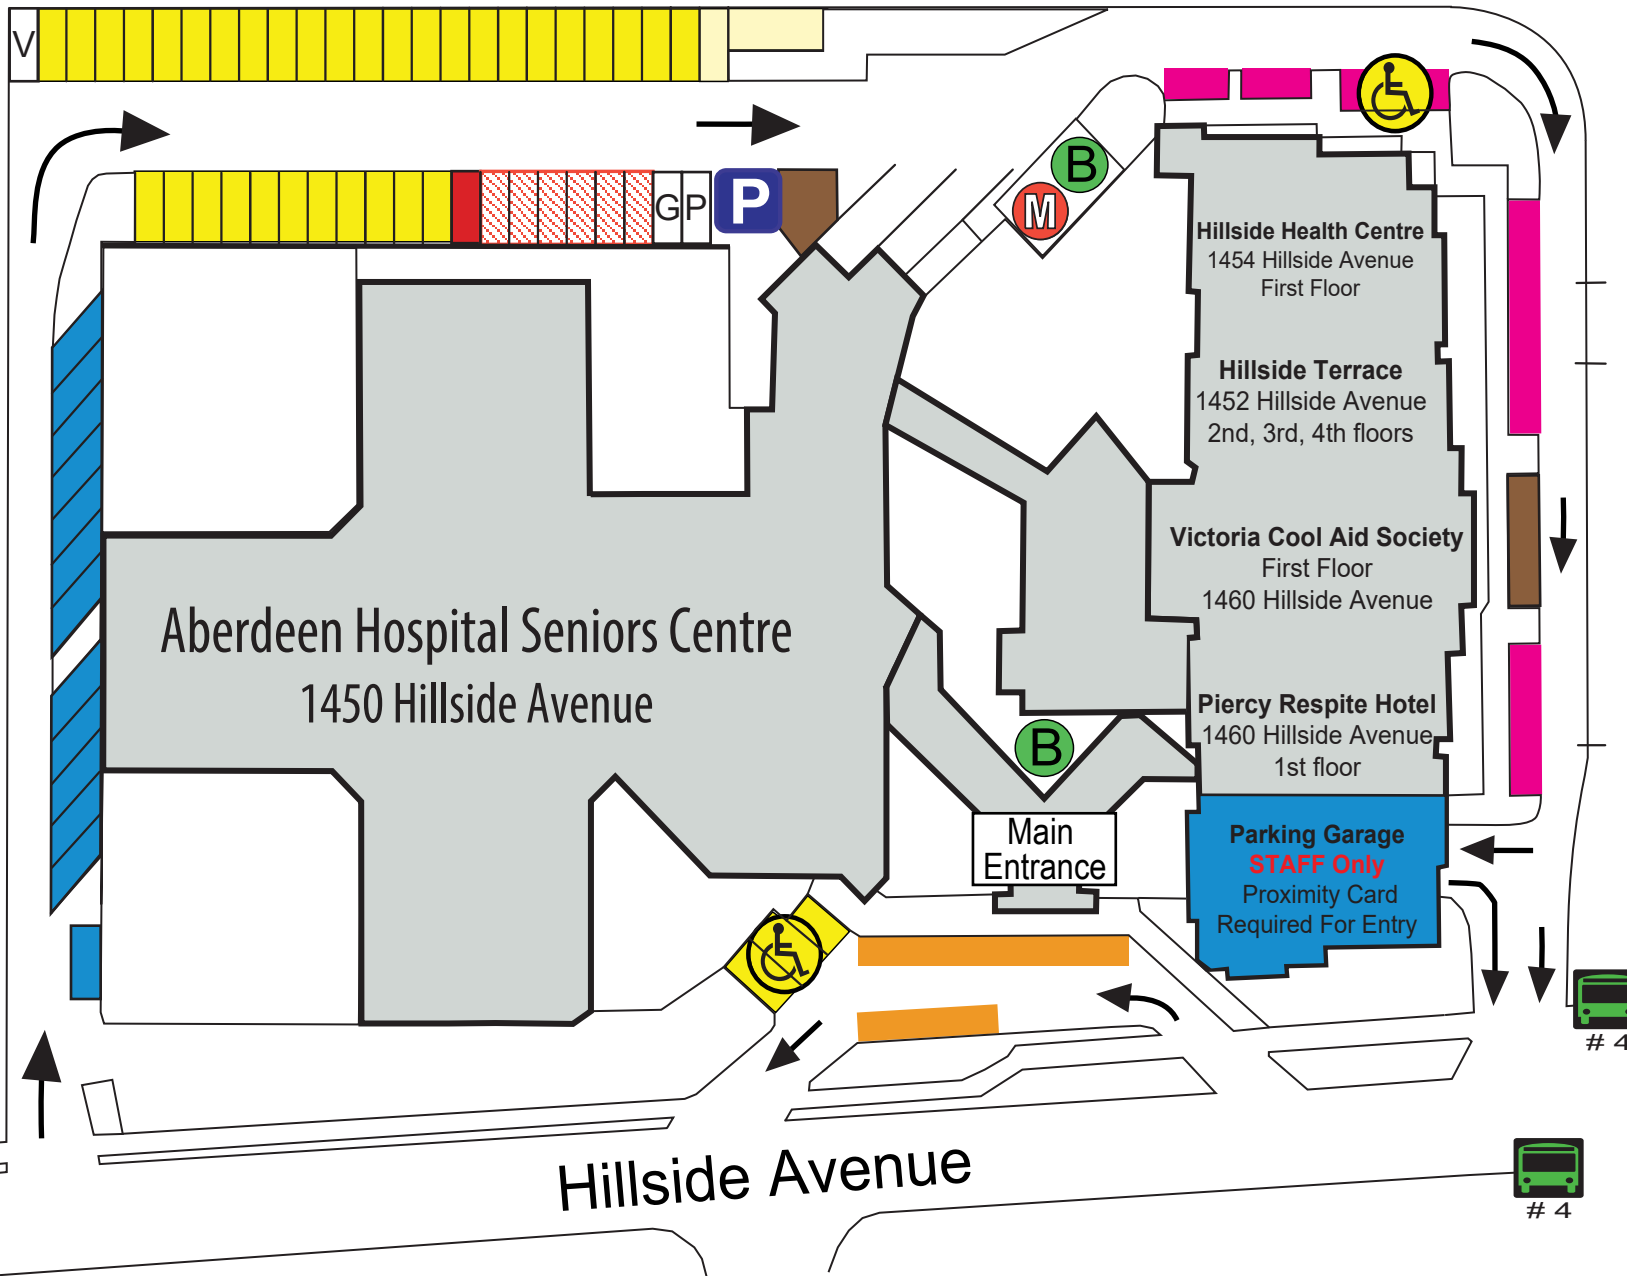 V
G P P
B
M
Hillside Health Centre
1454 Hillside Avenue
First Floor
Hillside Terrace
1452 Hillside Avenue
2nd, 3rd, 4th floors
Victoria Cool Aid Society
First Floor
1460 Hillside Avenue
Aberdeen Hospital Seniors Centre
1450 Hillside Avenue
Piercy Respite Hotel
1460 Hillside Avenue
1st floor
B
Main
Entrance
Parking Garage
STAFF Only
Proximity Card
Required For Entry
# 4
Hillside Avenue
# 4